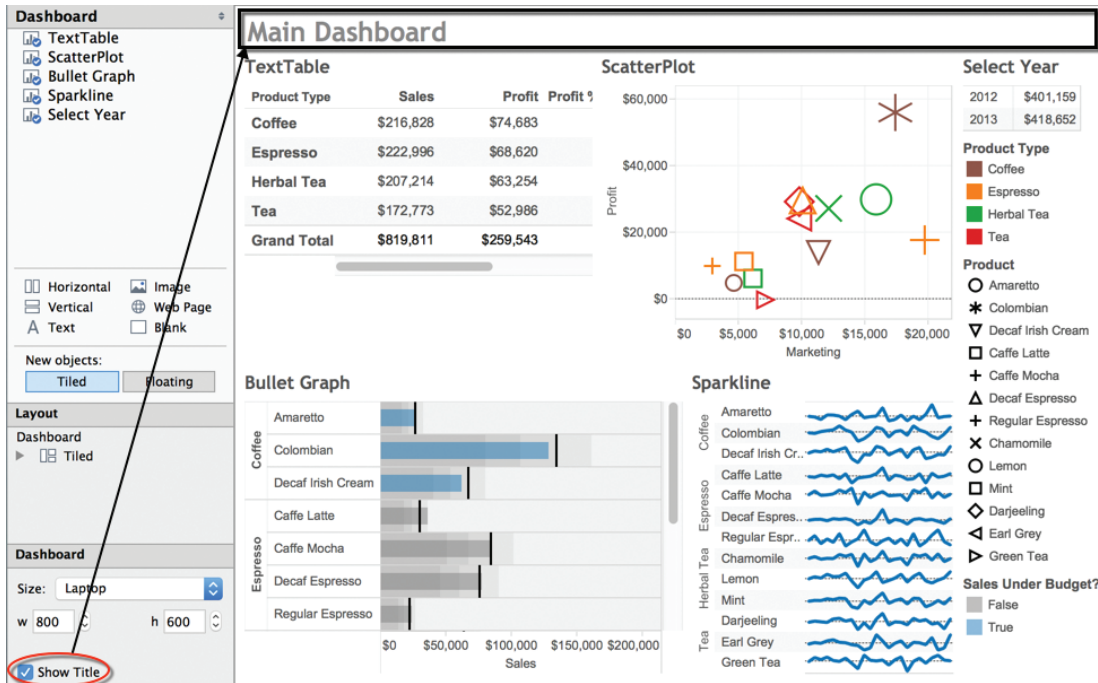 Dashboard
TextTable
ScatterPlot
Bullet Graph
Sparkline
Select Year
Horizontal Image
Vertical Web Page
A Text Blank
New objects:
Tiled Floating
Layout
Dashboard
Tiled
Dashboard
Size: Laptop
w 800 h 600
Show Title
Main Dashboard
TextTable
Product Type Sales Profit Profit %
Coffee $216,828 $74,683
Espresso $222,996 $68,620
Herbal Tea $207,214 $63,254
Tea $172,773 $52,986
Grand Total $819,811 $259,543
ScatterPlot
Profit
$60,000
$40,000
$20,000
$0
$0 $5,000 $10,000 $15,000 $20,000
Marketing
Select Year
2012 $401,159
2013 $418,652
Product Type
Coffee
Espresso
Herbal Tea
Tea
Product
Amaretto
Colombian
Decaf Irish Cream
Caffe Latte
Caffe Mocha
Decaf Espresso
Regular Espresso
Chamomile
Lemon
Mint
Darjeeling
Earl Grey
Green Tea
Sales Under Budget?
False
True
Bullet Graph
Coffee
Amaretto
Colombian
Decaf Irish Cream
Espresso
Caffe Latte
Caffe Mocha
Decaf Espresso
Regular Espresso
$0 $50,000 $100,000 $150,000 $200,000
Sales
Sparkline
Coffee
Amaretto
Colombian
Decaf Irish Cr..
Espresso
Caffe Latte
Caffe Mocha
Decaf Espres..
Regular Espr..
Herbal Tea
Chamomile
Lemon
Mint
Tea
Darjeeling
Earl Grey
Green Tea